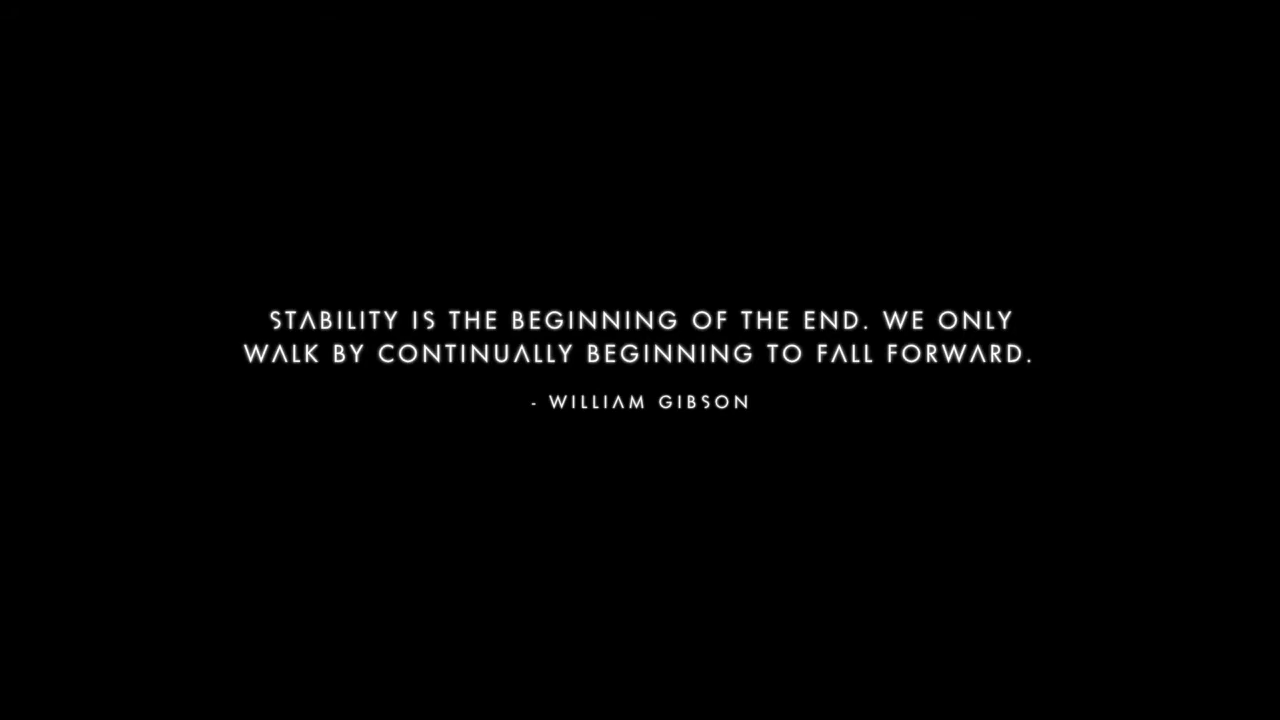 STABILITY IS THE BEGINNING OF THE END. WE ONLY
WALK BY CONTINUALLY BEGINNING TO FALL FORWARD.
- WILLIAM GIBSON